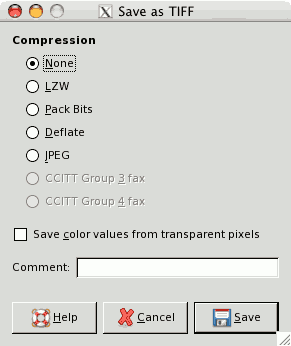 Save as TIFF
Compression
None
LZW
Pack Bits
Deflate
JPEG
CCITT Group 3 fax
CCITT Group 4 fax
Save color values from transparent pixels
Comment:
Help Cancel Save